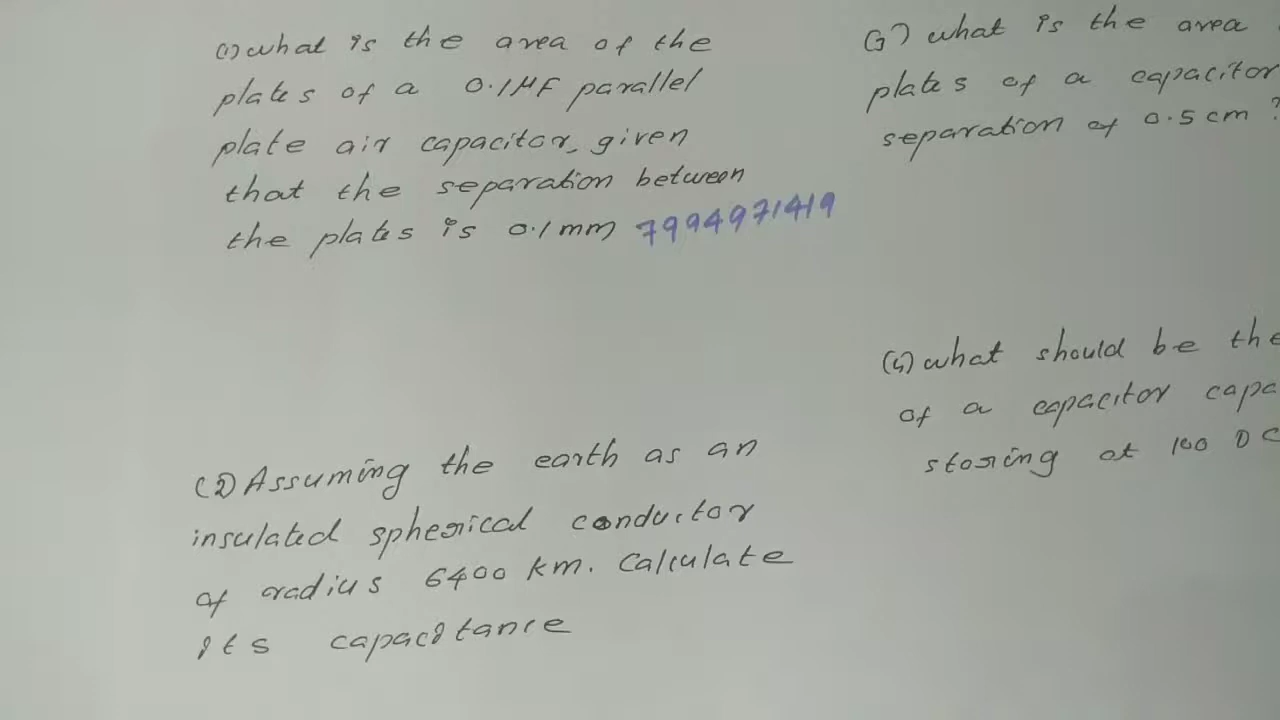 (1) what is the area of the
plates of a 0.1μF parallel
plate air capacitor, given
that the separation between
the plates is 0.1mm 7994971419
(2) Assuming the earth as an
insulated spherical conductor
of radius 6400 km. Calculate
its capacitance
(3) what is the area
plates of a capacitor
separation of 0.5 cm ?
(4) what should be the
of a capacitor capa
storing at 100 DC